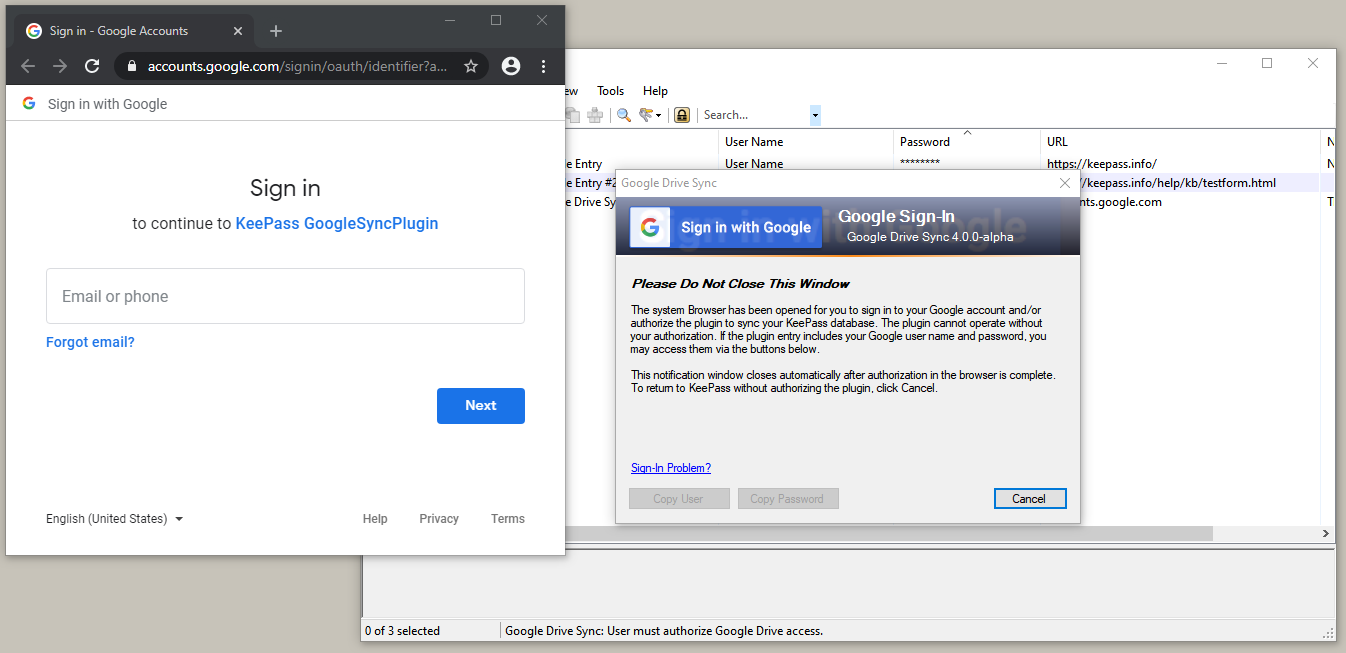 Sign in - Google Accounts
accounts.google.com/signin/oauth/identifier?a...
Sign in with Google
Sign in
to continue to KeePass GoogleSyncPlugin
Email or phone
Forgot email?
Next
English (United States)
Help Privacy Terms
ew Tools Help
Search...
User Name Password URL N
e Entry User Name ******** https://keepass.info/ N
e Entry #2 /keepass.info/help/kb/testform.html
e Drive Sy nts.google.com T
Google Drive Sync
Sign in with Google
Google Sign-In
Google Drive Sync 4.0.0-alpha
Please Do Not Close This Window
The system Browser has been opened for you to sign in to your Google account and/or
authorize the plugin to sync your KeePass database. The plugin cannot operate without
your authorization. If the plugin entry includes your Google user name and password, you
may access them via the buttons below.
This notification window closes automatically after authorization in the browser is complete.
To return to KeePass without authorizing the plugin, click Cancel.
Sign-In Problem?
Copy User Copy Password Cancel
0 of 3 selected Google Drive Sync: User must authorize Google Drive access.